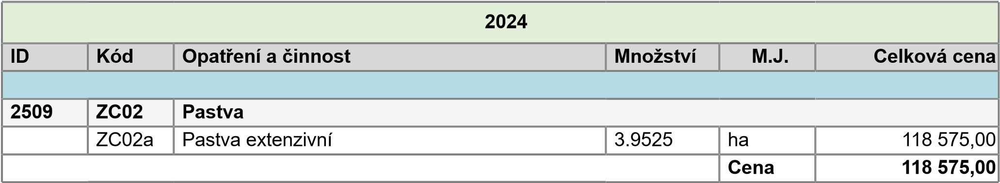 2024
ID Kód Opatření a činnost Množství M.J. Celková cena
2509 ZC02 Pastva
ZC02a Pastva extenzivní 3.9525 ha 118 575,00
Cena 118 575,00